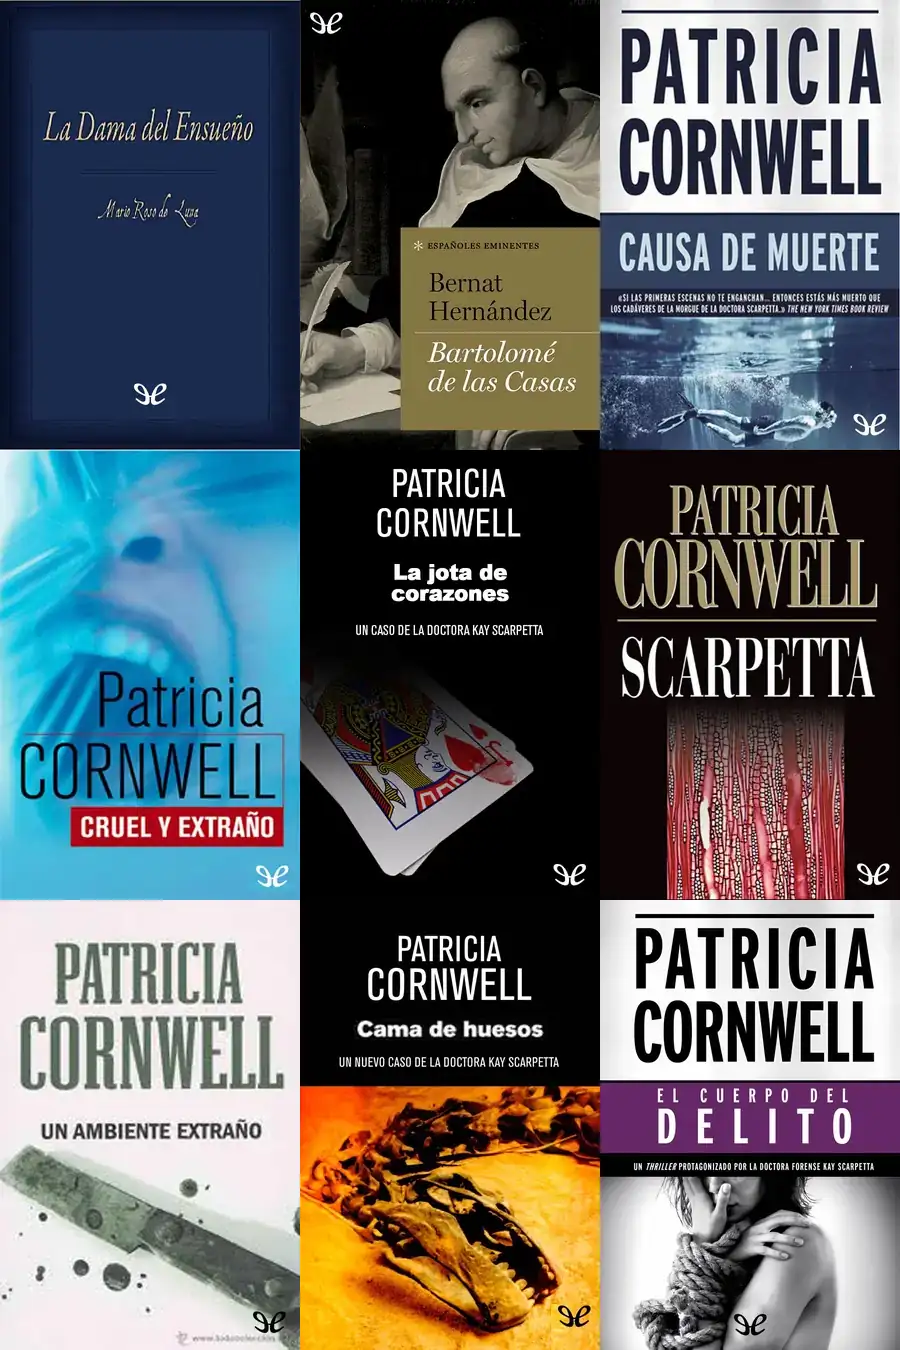 La Dama del Ensueño
Mario Roso de Luna
* ESPAÑOLES EMINENTES
Bernat
Hernández
Bartolomé
de las Casas
PATRICIA
CORNWELL
CAUSA DE MUERTE
«SI LAS PRIMERAS ESCENAS NO TE ENGANCHAN... ENTONCES ESTÁS MÁS MUERTO QUE
LOS CADÁVERES DE LA MORGUE DE LA DOCTORA SCARPETTA.» THE NEW YORK TIMES BOOK REVIEW
Patricia
CORNWELL
CRUEL Y EXTRAÑO
PATRICIA
CORNWELL
La jota de
corazones
UN CASO DE LA DOCTORA KAY SCARPETTA
PATRICIA
CORNWELL
SCARPETTA
PATRICIA
CORNWELL
UN AMBIENTE EXTRAÑO
PATRICIA
CORNWELL
Cama de huesos
UN NUEVO CASO DE LA DOCTORA KAY SCARPETTA
PATRICIA
CORNWELL
EL CUERPO DEL
DELITO
UN THRILLER PROTAGONIZADO POR LA DOCTORA FORENSE KAY SCARPETTA